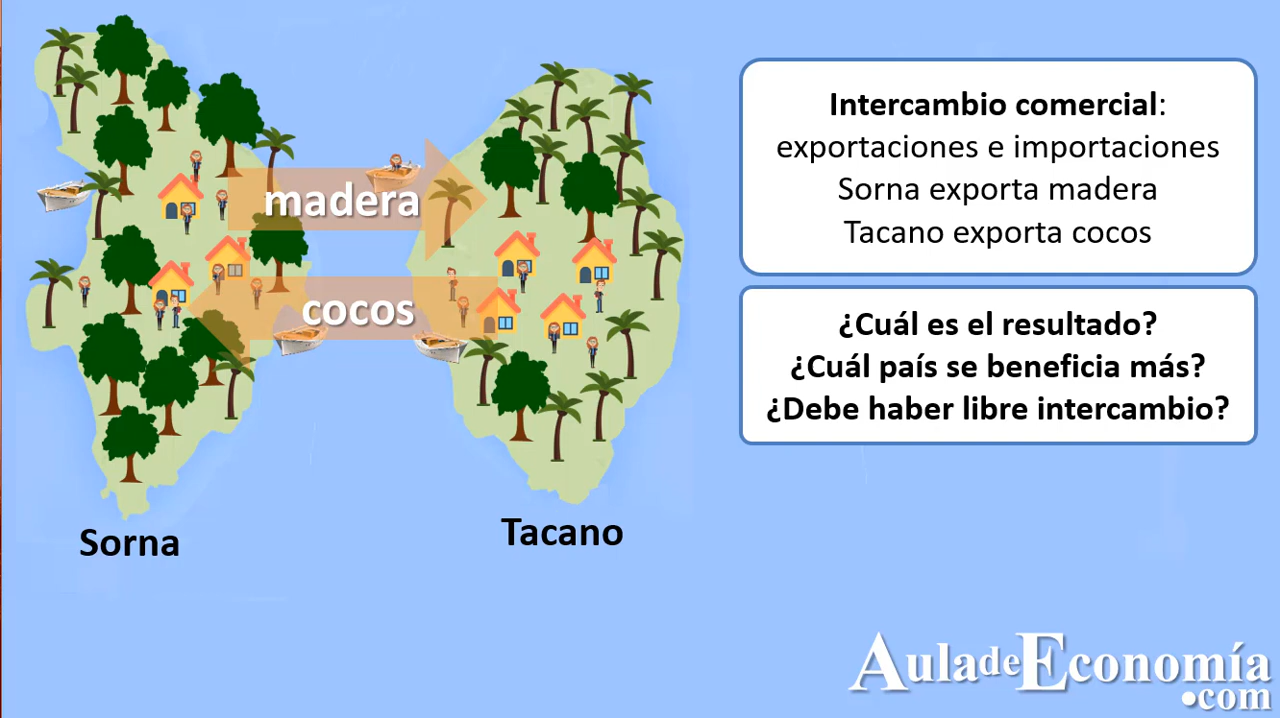 madera
cocos
Sorna
Tacano
Intercambio comercial:
exportaciones e importaciones
Sorna exporta madera
Tacano exporta cocos
¿Cuál es el resultado?
¿Cuál país se beneficia más?
¿Debe haber libre intercambio?
AuladeEconomía
•com